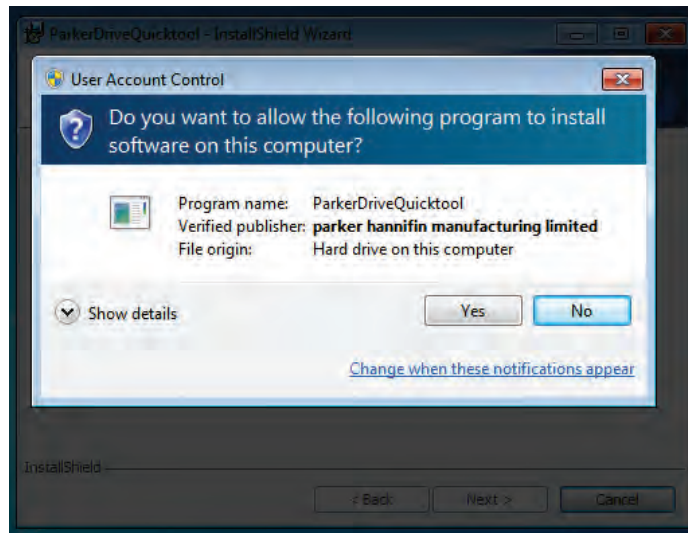 ParkerDriveQuicktool - InstallShield Wizard
User Account Control
Do you want to allow the following program to install
software on this computer?
Program name: ParkerDriveQuicktool
Verified publisher: parker hannifin manufacturing limited
File origin: Hard drive on this computer
Show details
Yes No
Change when these notifications appear
InstallShield
< Back Next > Cancel